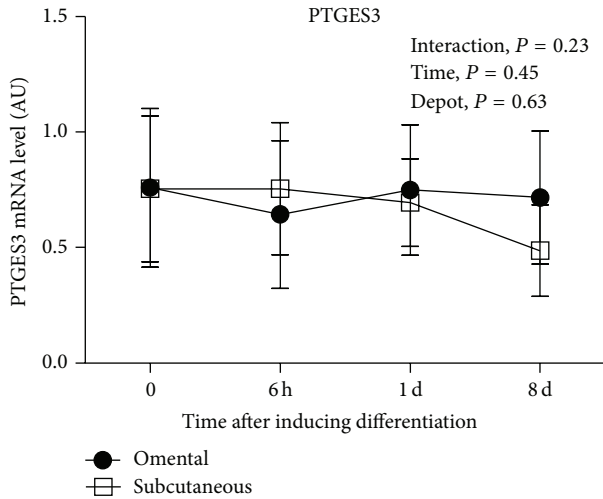 PTGES3
Interaction, P = 0.23
Time, P = 0.45
Depot, P = 0.63
PTGES3 mRNA level (AU)
1.5
1.0
0.5
0.0
0 6 h 1 d 8 d
Time after inducing differentiation
Omental
Subcutaneous